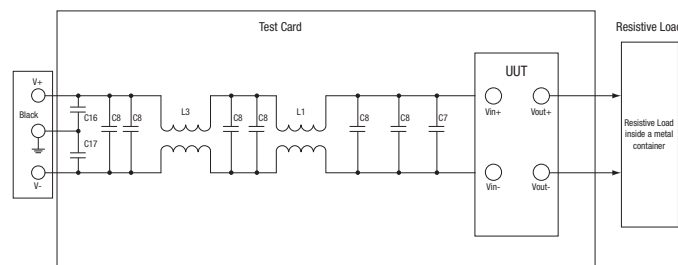 Test Card
Resistive Load
V+
Black
V-
C16
C17
C8
C8
L3
C8
C8
L1
C8
C8
C7
UUT
Vin+
Vout+
Vin-
Vout-
Resistive Load
inside a metal
container